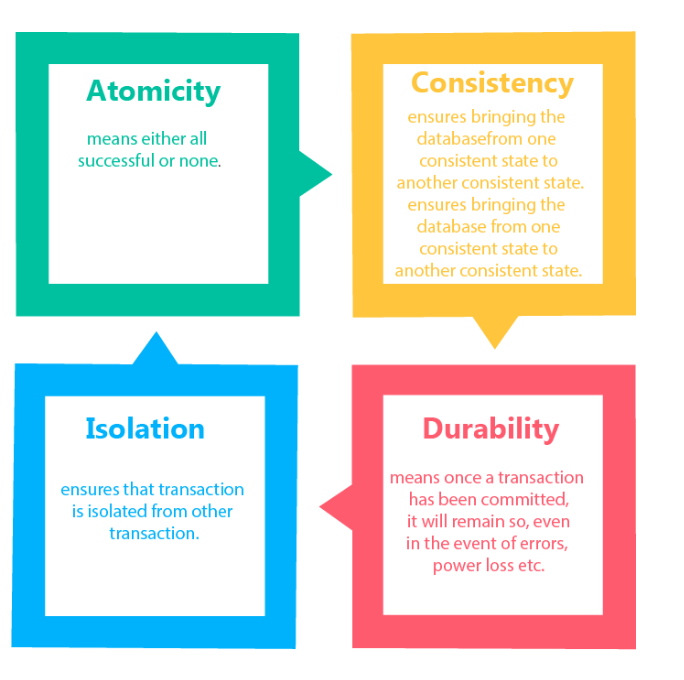 Atomicity
means either all
successful or none.
Consistency
ensures bringing the
databasefrom one
consistent state to
another consistent state.
ensures bringing the
database from one
consistent state to
another consistent state.
Isolation
ensures that transaction
is isolated from other
transaction.
Durability
means once a transaction
has been committed,
it will remain so, even
in the event of errors,
power loss etc.